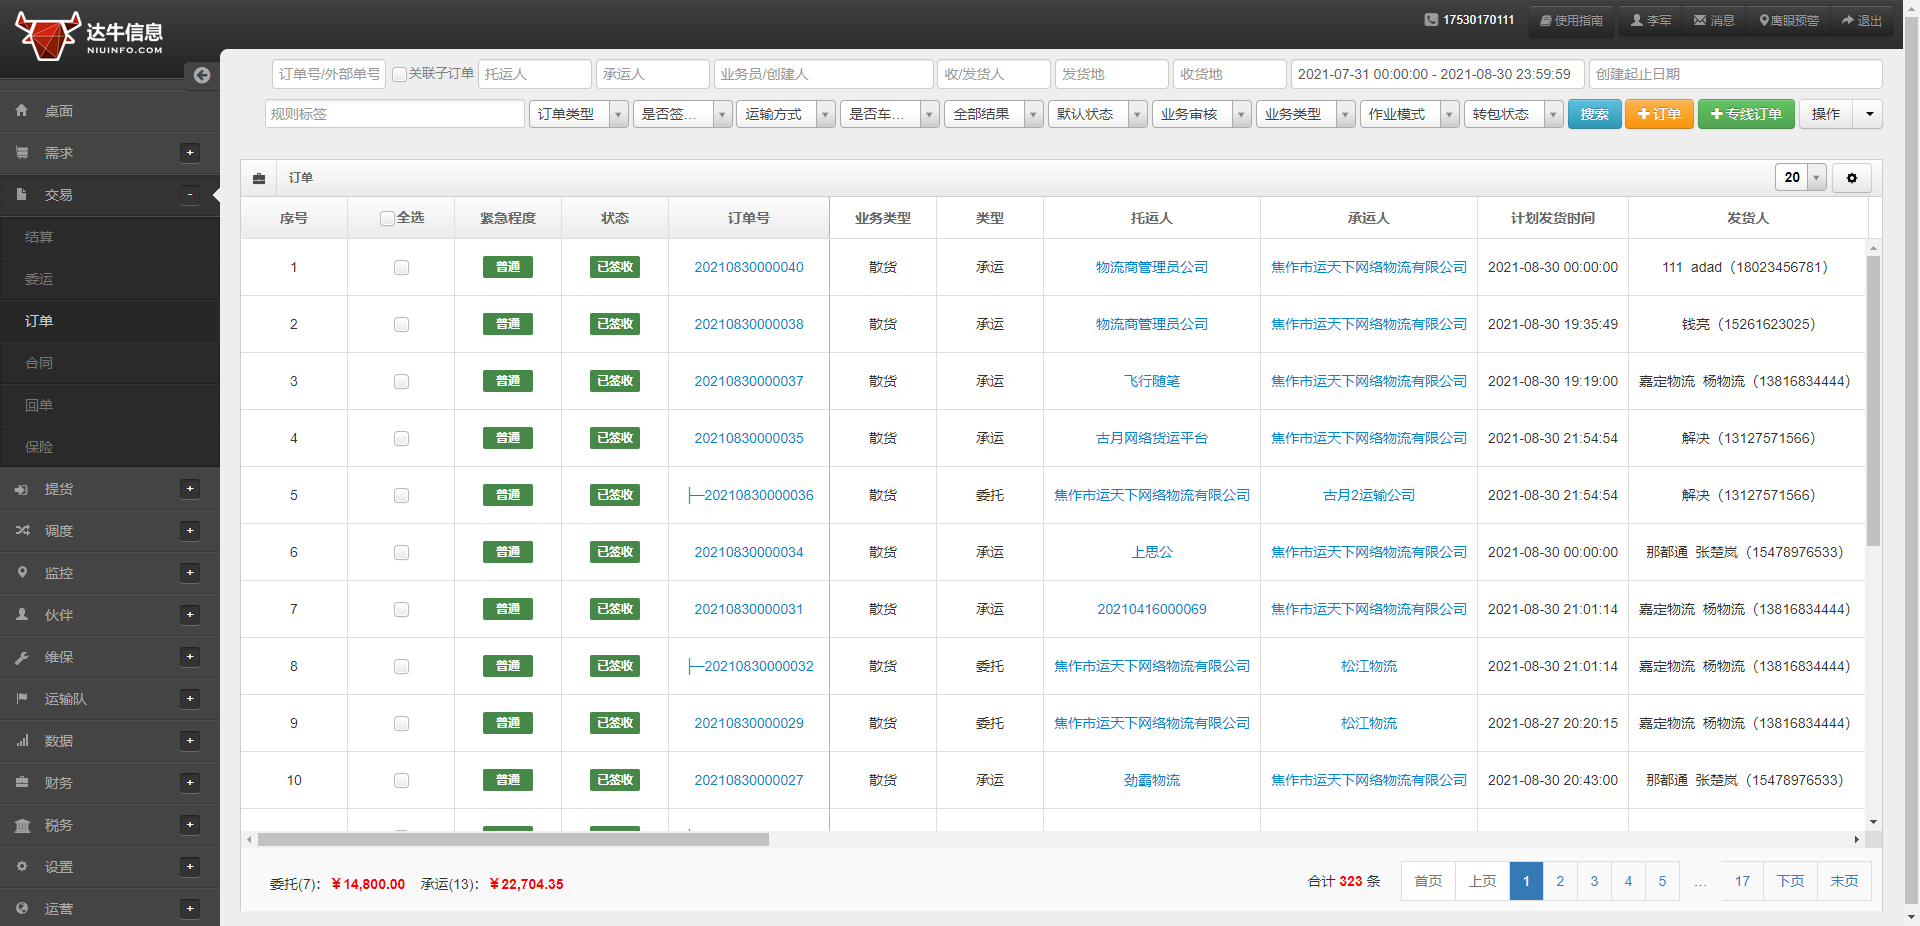 达牛信息
NIUINFO.COM
17530170111 使用指南 李军 消息 鹰眼预警 退出
订单号/外部单号 关联子订单 托运人 承运人 业务员/创建人 收/发货人 发货地 收货地 2021-07-31 00:00:00 - 2021-08-30 23:59:59 创建起止日期
规则标签 订单类型 是否签... 运输方式 是否车... 全部结果 默认状态 业务审核 业务类型 作业模式 转包状态 搜索 订单 专线订单 操作
桌面
需求 +
交易 -
结算
委运
订单
合同
回单
保险
提货 +
调度 +
监控 +
伙伴 +
维保 +
运输队 +
数据 +
财务 +
税务 +
设置 +
运营 +
订单 20
序号 全选 紧急程度 状态 订单号 业务类型 类型 托运人 承运人 计划发货时间 发货人
1 普通 已签收 20210830000040 散货 承运 物流商管理员公司 焦作市运天下网络物流有限公司 2021-08-30 00:00:00 111 adad（18023456781）
2 普通 已签收 20210830000038 散货 承运 物流商管理员公司 焦作市运天下网络物流有限公司 2021-08-30 19:35:49 钱亮（15261623025）
3 普通 已签收 20210830000037 散货 承运 飞行随笔 焦作市运天下网络物流有限公司 2021-08-30 19:19:00 嘉定物流 杨物流（13816834444）
4 普通 已签收 20210830000035 散货 承运 古月网络货运平台 焦作市运天下网络物流有限公司 2021-08-30 21:54:54 解决（13127571566）
5 普通 已签收 ├─20210830000036 散货 委托 焦作市运天下网络物流有限公司 古月2运输公司 2021-08-30 21:54:54 解决（13127571566）
6 普通 已签收 20210830000034 散货 承运 上思公 焦作市运天下网络物流有限公司 2021-08-30 00:00:00 那都通 张楚岚（15478976533）
7 普通 已签收 20210830000031 散货 承运 20210416000069 焦作市运天下网络物流有限公司 2021-08-30 21:01:14 嘉定物流 杨物流（13816834444）
8 普通 已签收 ├─20210830000032 散货 委托 焦作市运天下网络物流有限公司 松江物流 2021-08-30 21:01:14 嘉定物流 杨物流（13816834444）
9 普通 已签收 20210830000029 散货 委托 焦作市运天下网络物流有限公司 松江物流 2021-08-27 20:20:15 嘉定物流 杨物流（13816834444）
10 普通 已签收 20210830000027 散货 承运 劲霸物流 焦作市运天下网络物流有限公司 2021-08-30 20:43:00 那都通 张楚岚（15478976533）
委托(7)：￥14,800.00 承运(13)：￥22,704.35 合计 323 条 首页 上页 1 2 3 4 5 ... 17 下页 末页